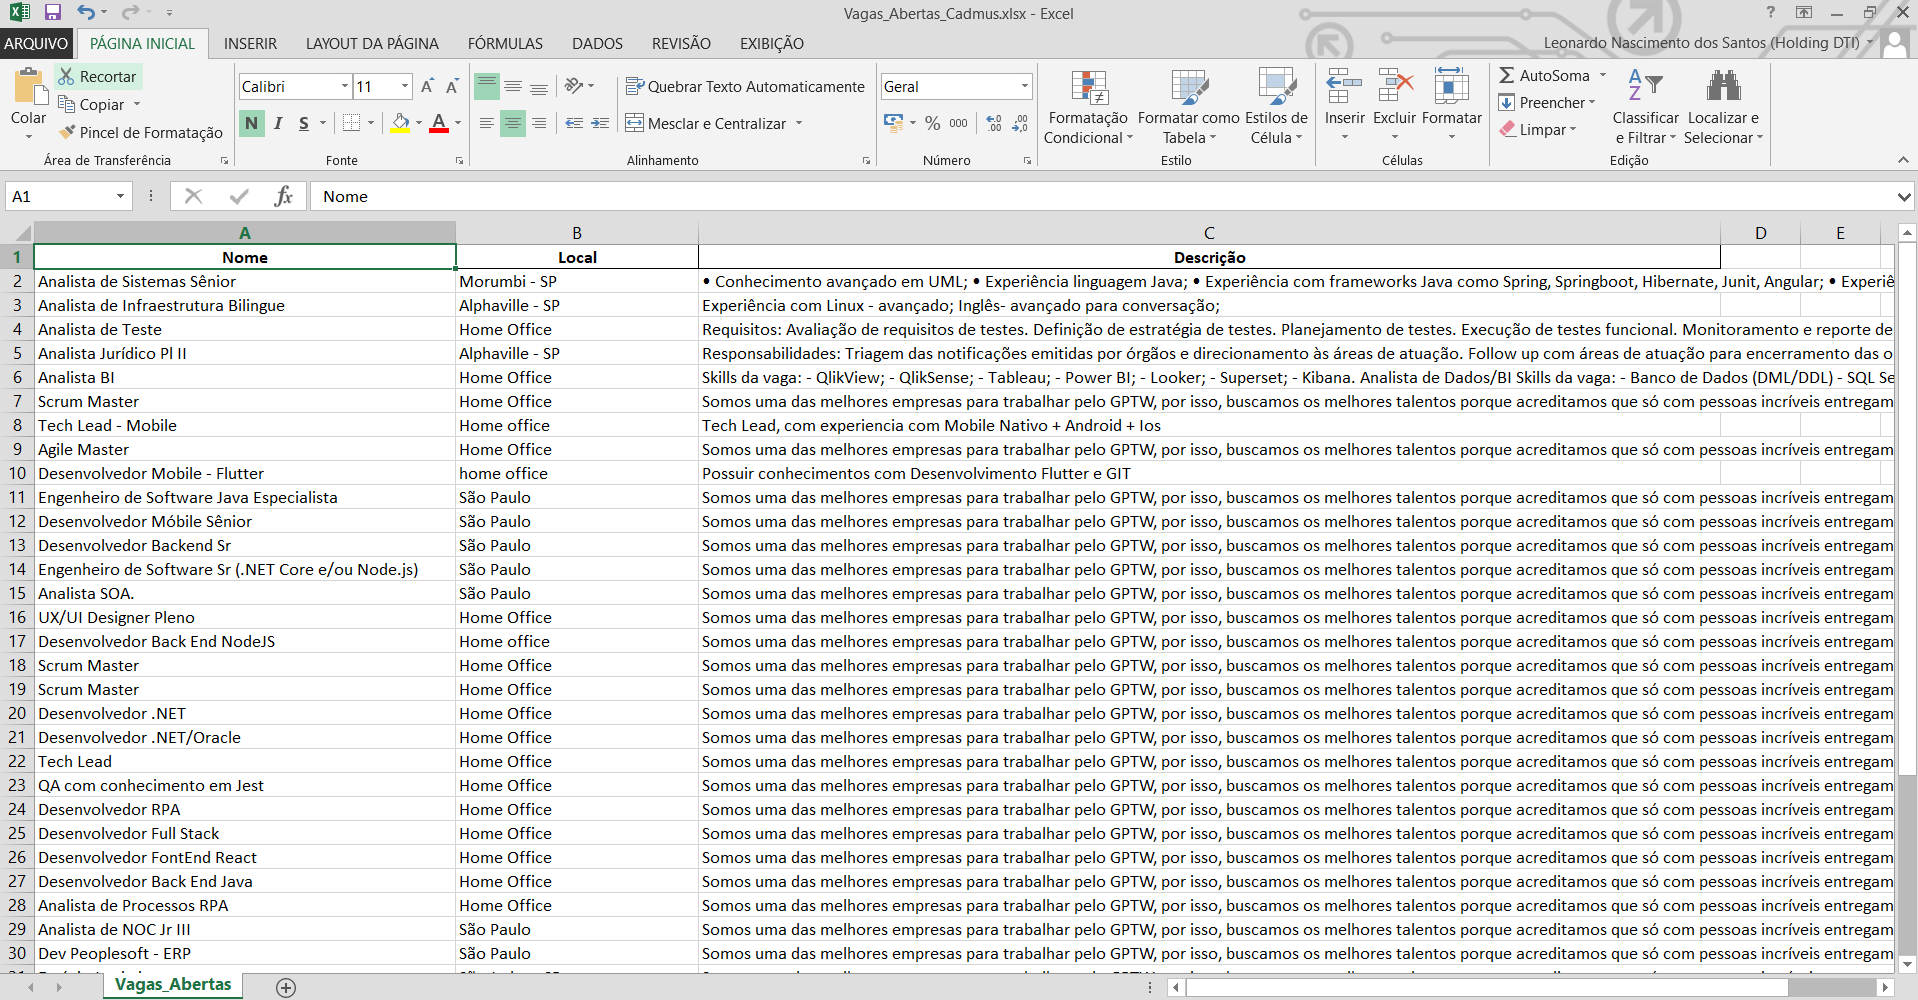 Vagas_Abertas_Cadmus.xlsx - Excel
ARQUIVO PÁGINA INICIAL INSERIR LAYOUT DA PÁGINA FÓRMULAS DADOS REVISÃO EXIBIÇÃO Leonardo Nascimento dos Santos (Holding DTI)
Colar
Recortar
Copiar
Pincel de Formatação
Área de Transferência
Calibri 11
N I S
Fonte
Quebrar Texto Automaticamente
Mesclar e Centralizar
Alinhamento
Geral
% 000
Número
Formatação Condicional
Formatar como Tabela
Estilos de Célula
Estilo
Inserir Excluir Formatar
Células
AutoSoma
Preencher
Limpar
Classificar e Filtrar
Localizar e Selecionar
Edição
A1 fx Nome
A B C D E
1 Nome Local Descrição
2 Analista de Sistemas Sênior Morumbi - SP • Conhecimento avançado em UML; • Experiência linguagem Java; • Experiência com frameworks Java como Spring, Springboot, Hibernate, Junit, Angular; • Experiê
3 Analista de Infraestrutura Bilingue Alphaville - SP Experiência com Linux - avançado; Inglês- avançado para conversação;
4 Analista de Teste Home Office Requisitos: Avaliação de requisitos de testes. Definição de estratégia de testes. Planejamento de testes. Execução de testes funcional. Monitoramento e reporte de
5 Analista Jurídico Pl II Alphaville - SP Responsabilidades: Triagem das notificações emitidas por órgãos e direcionamento às áreas de atuação. Follow up com áreas de atuação para encerramento das o
6 Analista BI Home Office Skills da vaga: - QlikView; - QlikSense; - Tableau; - Power BI; - Looker; - Superset; - Kibana. Analista de Dados/BI Skills da vaga: - Banco de Dados (DML/DDL) - SQL Se
7 Scrum Master Home Office Somos uma das melhores empresas para trabalhar pelo GPTW, por isso, buscamos os melhores talentos porque acreditamos que só com pessoas incríveis entregam
8 Tech Lead - Mobile Home office Tech Lead, com experiencia com Mobile Nativo + Android + Ios
9 Agile Master Home Office Somos uma das melhores empresas para trabalhar pelo GPTW, por isso, buscamos os melhores talentos porque acreditamos que só com pessoas incríveis entregam
10 Desenvolvedor Mobile - Flutter home office Possuir conhecimentos com Desenvolvimento Flutter e GIT
11 Engenheiro de Software Java Especialista São Paulo Somos uma das melhores empresas para trabalhar pelo GPTW, por isso, buscamos os melhores talentos porque acreditamos que só com pessoas incríveis entregam
12 Desenvolvedor Móbile Sênior São Paulo Somos uma das melhores empresas para trabalhar pelo GPTW, por isso, buscamos os melhores talentos porque acreditamos que só com pessoas incríveis entregam
13 Desenvolvedor Backend Sr São Paulo Somos uma das melhores empresas para trabalhar pelo GPTW, por isso, buscamos os melhores talentos porque acreditamos que só com pessoas incríveis entregam
14 Engenheiro de Software Sr (.NET Core e/ou Node.js) São Paulo Somos uma das melhores empresas para trabalhar pelo GPTW, por isso, buscamos os melhores talentos porque acreditamos que só com pessoas incríveis entregam
15 Analista SOA. São Paulo Somos uma das melhores empresas para trabalhar pelo GPTW, por isso, buscamos os melhores talentos porque acreditamos que só com pessoas incríveis entregam
16 UX/UI Designer Pleno Home Office Somos uma das melhores empresas para trabalhar pelo GPTW, por isso, buscamos os melhores talentos porque acreditamos que só com pessoas incríveis entregam
17 Desenvolvedor Back End NodeJS Home office Somos uma das melhores empresas para trabalhar pelo GPTW, por isso, buscamos os melhores talentos porque acreditamos que só com pessoas incríveis entregam
18 Scrum Master Home Office Somos uma das melhores empresas para trabalhar pelo GPTW, por isso, buscamos os melhores talentos porque acreditamos que só com pessoas incríveis entregam
19 Scrum Master Home Office Somos uma das melhores empresas para trabalhar pelo GPTW, por isso, buscamos os melhores talentos porque acreditamos que só com pessoas incríveis entregam
20 Desenvolvedor .NET Home Office Somos uma das melhores empresas para trabalhar pelo GPTW, por isso, buscamos os melhores talentos porque acreditamos que só com pessoas incríveis entregam
21 Desenvolvedor .NET/Oracle Home Office Somos uma das melhores empresas para trabalhar pelo GPTW, por isso, buscamos os melhores talentos porque acreditamos que só com pessoas incríveis entregam
22 Tech Lead Home Office Somos uma das melhores empresas para trabalhar pelo GPTW, por isso, buscamos os melhores talentos porque acreditamos que só com pessoas incríveis entregam
23 QA com conhecimento em Jest Home Office Somos uma das melhores empresas para trabalhar pelo GPTW, por isso, buscamos os melhores talentos porque acreditamos que só com pessoas incríveis entregam
24 Desenvolvedor RPA Home Office Somos uma das melhores empresas para trabalhar pelo GPTW, por isso, buscamos os melhores talentos porque acreditamos que só com pessoas incríveis entregam
25 Desenvolvedor Full Stack Home Office Somos uma das melhores empresas para trabalhar pelo GPTW, por isso, buscamos os melhores talentos porque acreditamos que só com pessoas incríveis entregam
26 Desenvolvedor FontEnd React Home Office Somos uma das melhores empresas para trabalhar pelo GPTW, por isso, buscamos os melhores talentos porque acreditamos que só com pessoas incríveis entregam
27 Desenvolvedor Back End Java Home Office Somos uma das melhores empresas para trabalhar pelo GPTW, por isso, buscamos os melhores talentos porque acreditamos que só com pessoas incríveis entregam
28 Analista de Processos RPA Home Office Somos uma das melhores empresas para trabalhar pelo GPTW, por isso, buscamos os melhores talentos porque acreditamos que só com pessoas incríveis entregam
29 Analista de NOC Jr III São Paulo Somos uma das melhores empresas para trabalhar pelo GPTW, por isso, buscamos os melhores talentos porque acreditamos que só com pessoas incríveis entregam
30 Dev Peoplesoft - ERP São Paulo Somos uma das melhores empresas para trabalhar pelo GPTW, por isso, buscamos os melhores talentos porque acreditamos que só com pessoas incríveis entregam
Vagas_Abertas